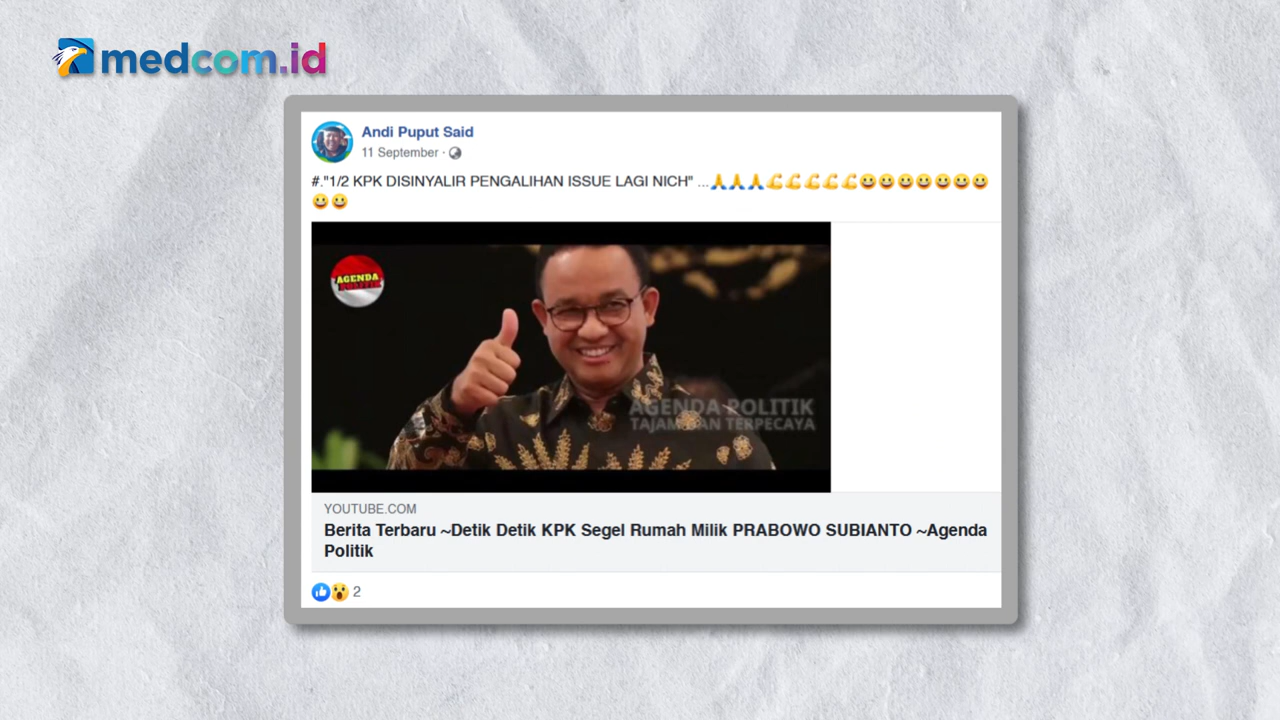 medcom.id
Andi Puput Said
11 September ·
#."1/2 KPK DISINYALIR PENGALIHAN ISSUE LAGI NICH" ...🙏🙏🙏💪💪💪💪💪😀😀😀😀😀😀😀
😀😀
AGENDA
POLITIK
AGENDA POLITIK
TAJAM DAN TERPECAYA
YOUTUBE.COM
Berita Terbaru ~Detik Detik KPK Segel Rumah Milik PRABOWO SUBIANTO ~Agenda
Politik
2